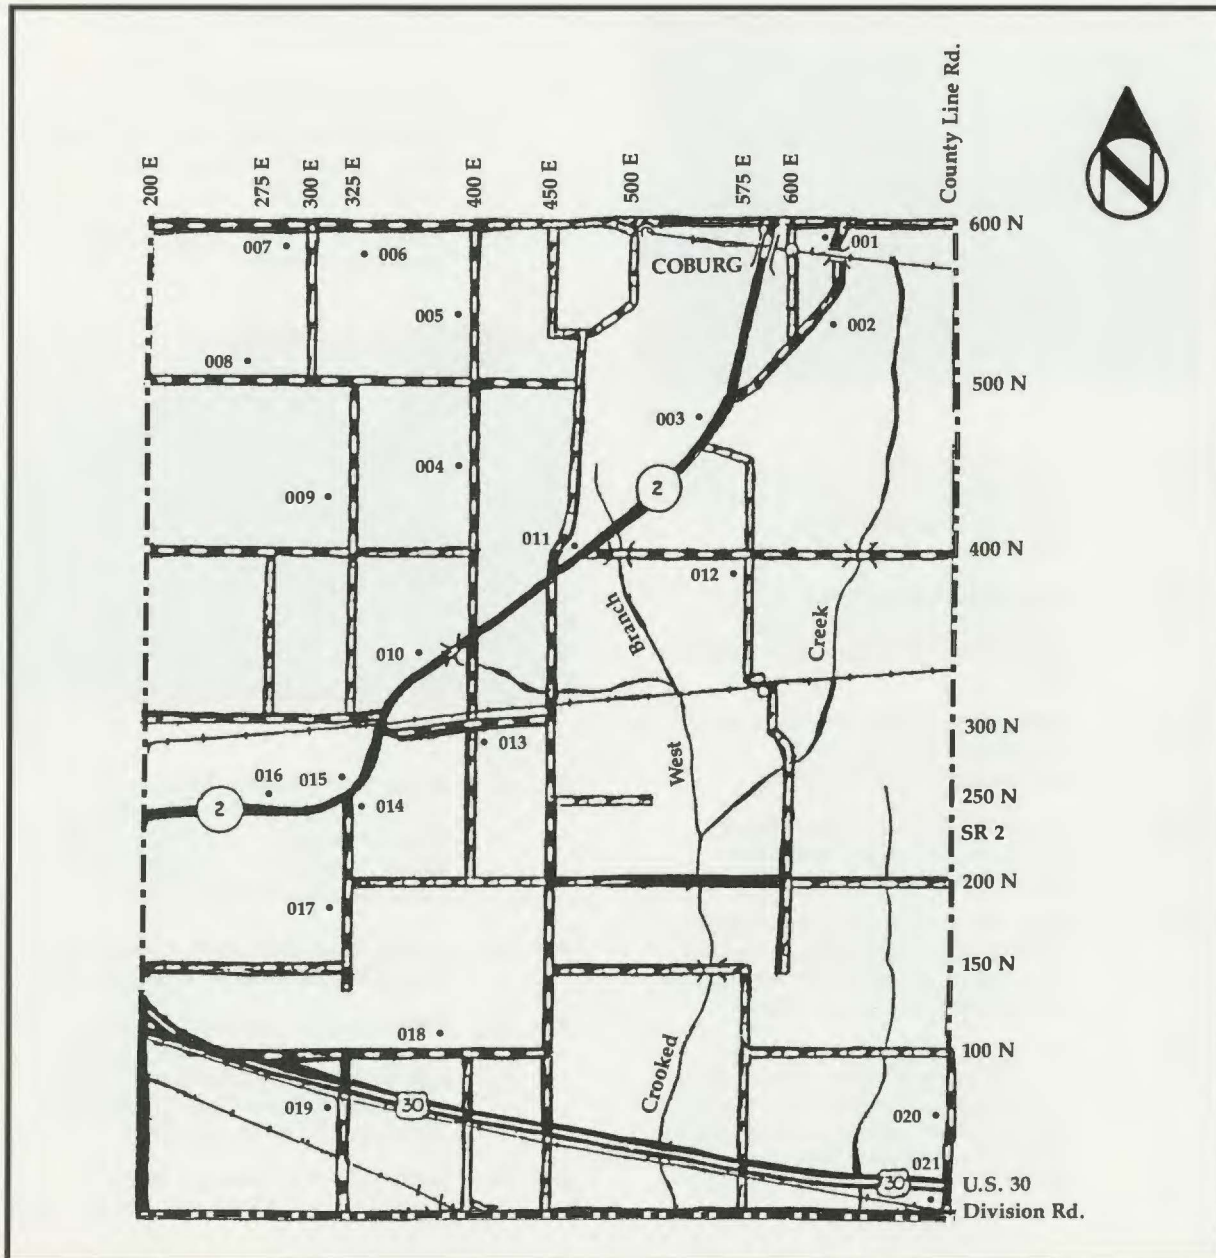 County Line Rd.
200 E
275 E
300 E
325 E
400 E
450 E
500 E
575 E
600 E
600 N
007
006
001
COBURG
005
002
008
500 N
003
004
2
009
011
400 N
012
Branch
Creek
010
300 N
013
West
016
015
250 N
014
2
SR 2
200 N
017
150 N
018
Crooked
100 N
30
019
020
021
30
U.S. 30
Division Rd.
N